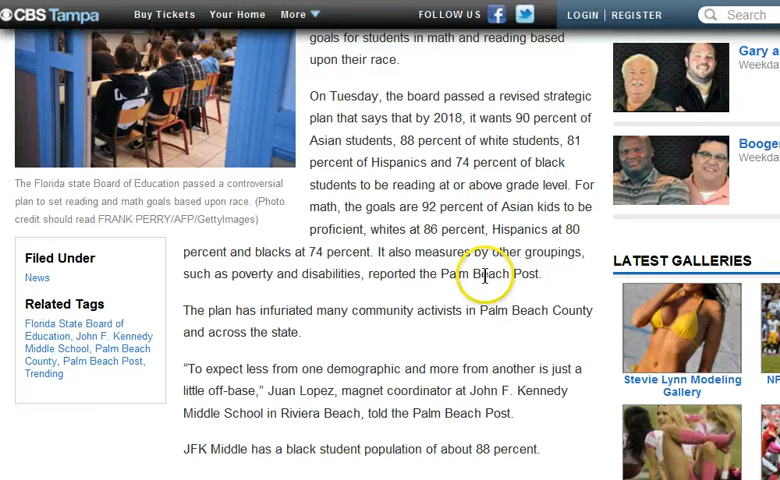 CBS Tampa
Buy Tickets
Your Home
More
FOLLOW US
LOGIN | REGISTER
Search
goals for students in math and reading based
upon their race.
On Tuesday, the board passed a revised strategic
plan that says that by 2018, it wants 90 percent of
Asian students, 88 percent of white students, 81
percent of Hispanics and 74 percent of black
students to be reading at or above grade level. For
math, the goals are 92 percent of Asian kids to be
proficient, whites at 86 percent, Hispanics at 80
percent and blacks at 74 percent. It also measures by other groupings,
such as poverty and disabilities, reported the Palm Beach Post.
The plan has infuriated many community activists in Palm Beach County
and across the state.
“To expect less from one demographic and more from another is just a
little off-base,” Juan Lopez, magnet coordinator at John F. Kennedy
Middle School in Riviera Beach, told the Palm Beach Post.
JFK Middle has a black student population of about 88 percent.
The Florida state Board of Education passed a controversial
plan to set reading and math goals based upon race. (Photo
credit should read FRANK PERRY/AFP/GettyImages)
Filed Under
News
Related Tags
Florida State Board of
Education, John F. Kennedy
Middle School, Palm Beach
County, Palm Beach Post,
Trending
Gary a
Weekda
Booger
Weekda
LATEST GALLERIES
Stevie Lynn Modeling
Gallery
NF